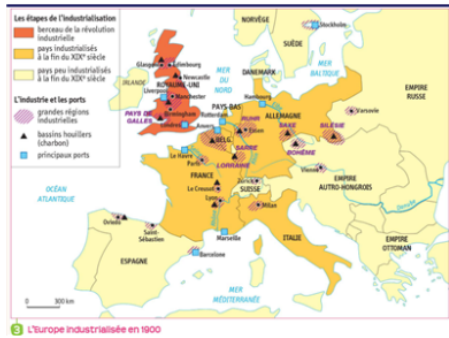 Les étapes de l'industrialisation
berceau de la révolution
industrielle
pays industrialisés
à la fin du XIXᵉ siècle
pays peu industrialisés
à la fin du XIXᵉ siècle
L'industrie et les ports
grandes régions
industrielles
bassins houillers
(charbon)
principaux ports
NORVÈGE
Stockholm
SUÈDE
MER
BALTIQUE
MER
DU
NORD
DANEMARK
EMPIRE
RUSSE
Glasgow
Edimbourg
Newcastle
ROYAUME-UNI
IRLANDE
Liverpool
Manchester
PAYS DE
GALLES
Birmingham
Londres
PAYS-BAS
Rotterdam
Anvers
Hambourg
ALLEMAGNE
RUHR
Essen
BELG.
SARRE
LORRAINE
SAXE
SILÉSIE
BOHÊME
Varsovie
Le Havre
Paris
FRANCE
Le Creusot
Lyon
Zurich
SUISSE
Vienne
EMPIRE
AUTRO-HONGROIS
Danube
Milan
OCÉAN
ATLANTIQUE
Oviedo
Saint-
Sébastien
Marseille
Barcelone
ITALIE
ESPAGNE
EMPIRE
OTTOMAN
MER
MÉDITERRANÉE
0 300 km
3 L'Europe industrialisée en 1900